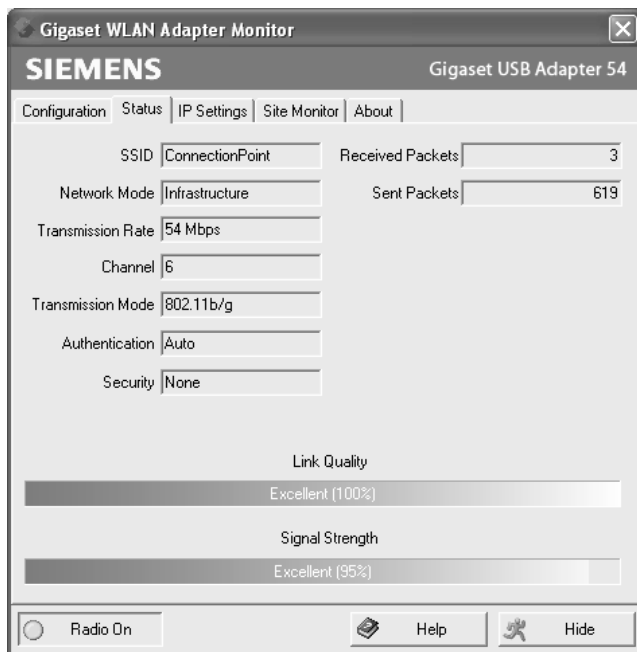 Gigaset WLAN Adapter Monitor
SIEMENS Gigaset USB Adapter 54
Configuration Status IP Settings Site Monitor About
SSID ConnectionPoint Received Packets 3
Network Mode Infrastructure Sent Packets 619
Transmission Rate 54 Mbps
Channel 6
Transmission Mode 802.11b/g
Authentication Auto
Security None
Link Quality
Excellent (100%)
Signal Strength
Excellent (95%)
Radio On Help Hide